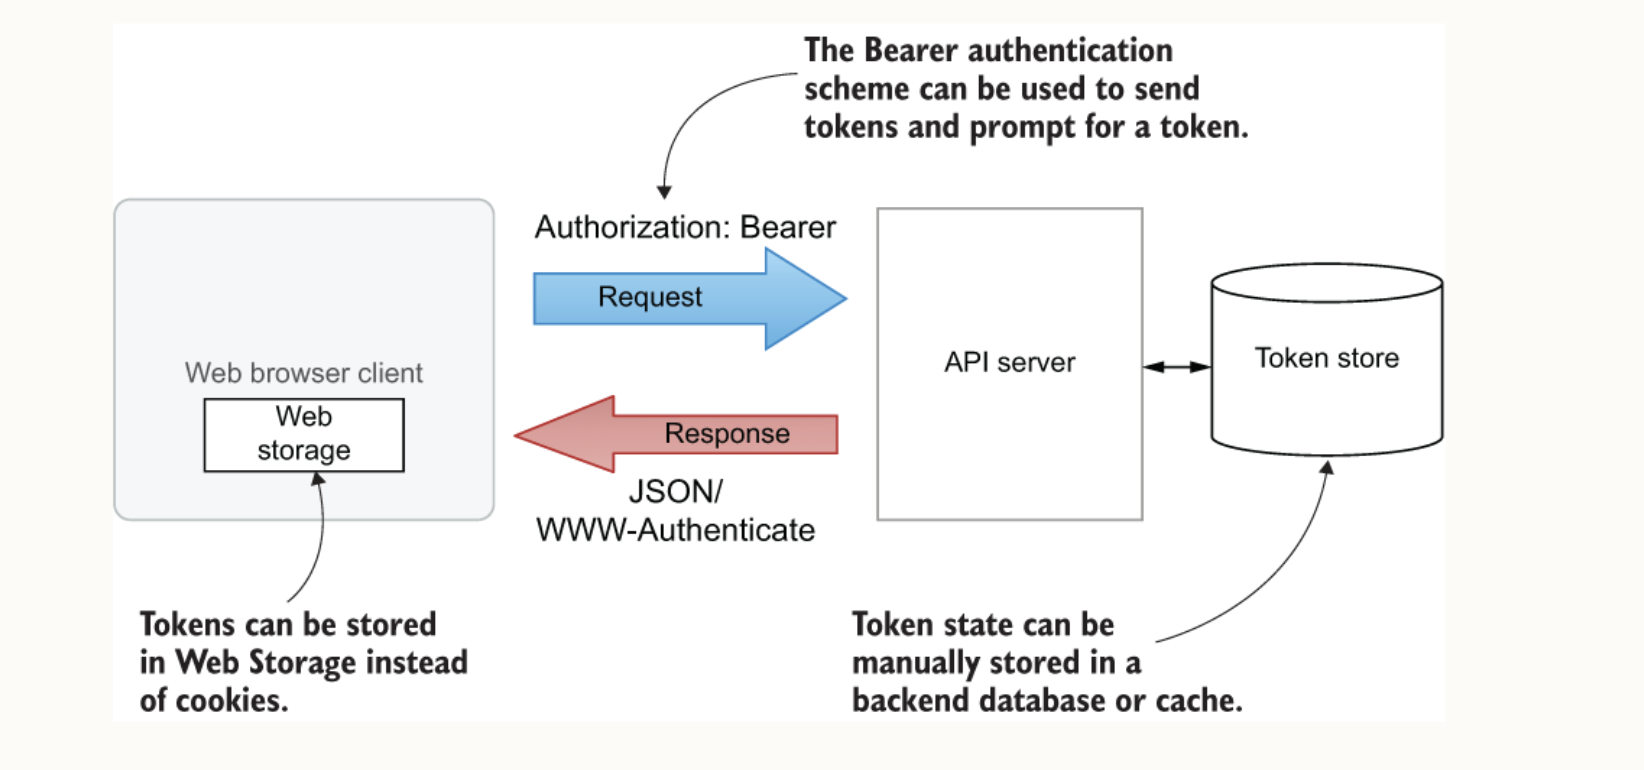 The Bearer authentication
scheme can be used to send
tokens and prompt for a token.
Authorization: Bearer
Request
Web browser client
Web
storage
API server
Token store
Response
JSON/
WWW-Authenticate
Tokens can be stored
in Web Storage instead
of cookies.
Token state can be
manually stored in a
backend database or cache.